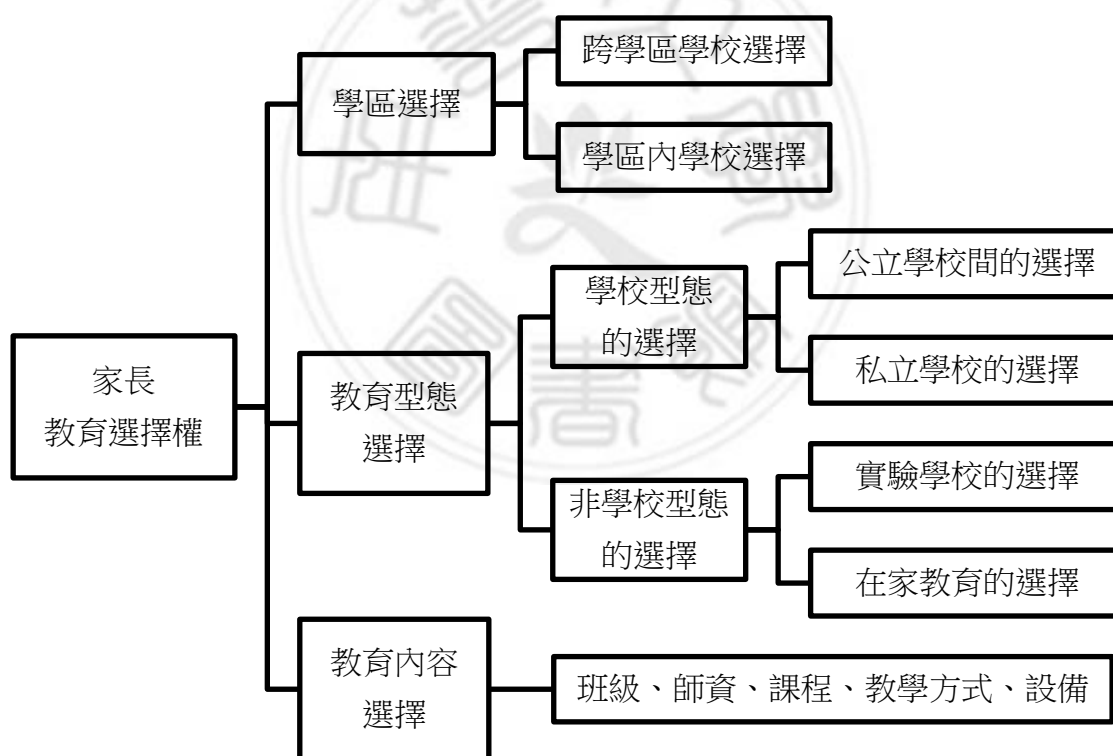 家長
教育選擇權
學區選擇
跨學區學校選擇
學區內學校選擇
教育型態
選擇
學校型態
的選擇
公立學校間的選擇
私立學校的選擇
非學校型態
的選擇
實驗學校的選擇
在家教育的選擇
教育內容
選擇
班級、師資、課程、教學方式、設備